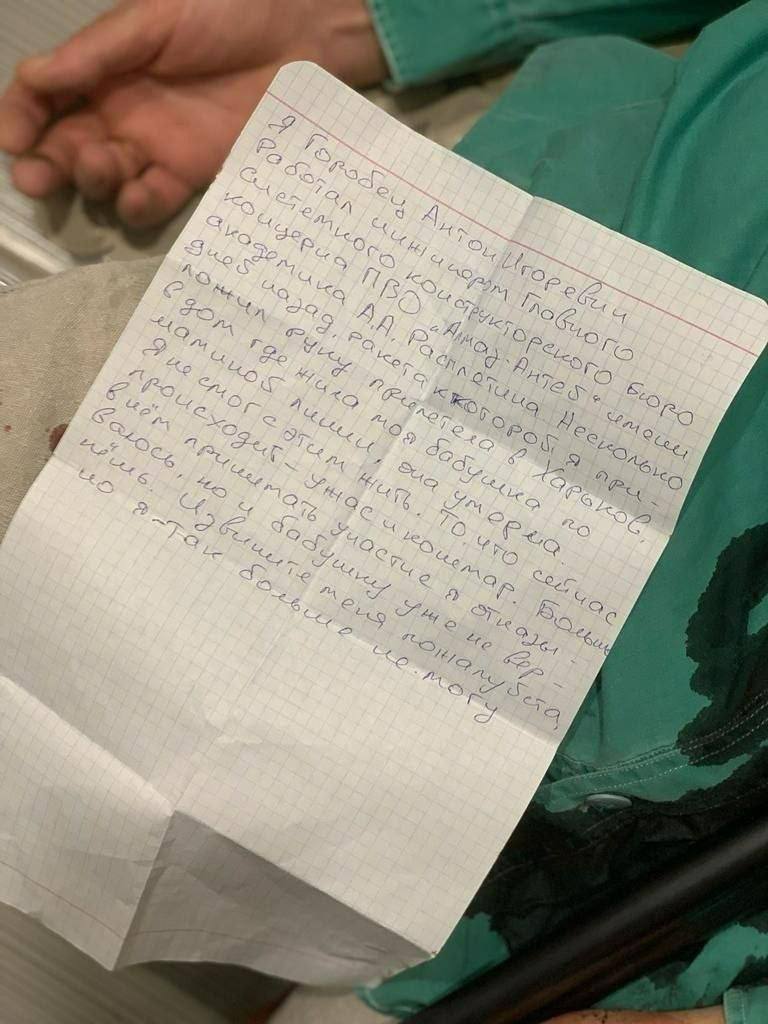 Я Горобец Антон Игоревич
Работал инженером Главного
системного конструкторского бюро
концерна ПВО "Алмаз-Антей" имени
академика А.А. Расплетина Несколько
дней назад, ракета к которой я при-
ложил руку прилетела в Харьков.
в дом где жила моя бабушка по
маминой линии, она умерла.
Я не смог с этим жить. То, что сейчас
происходит - ужас и кошмар. Больше
в нём принимать участие я отказы-
ваюсь, но и бабушку уже не вер-
нёшь. Извините меня пожалуйста,
но я - так больше не могу